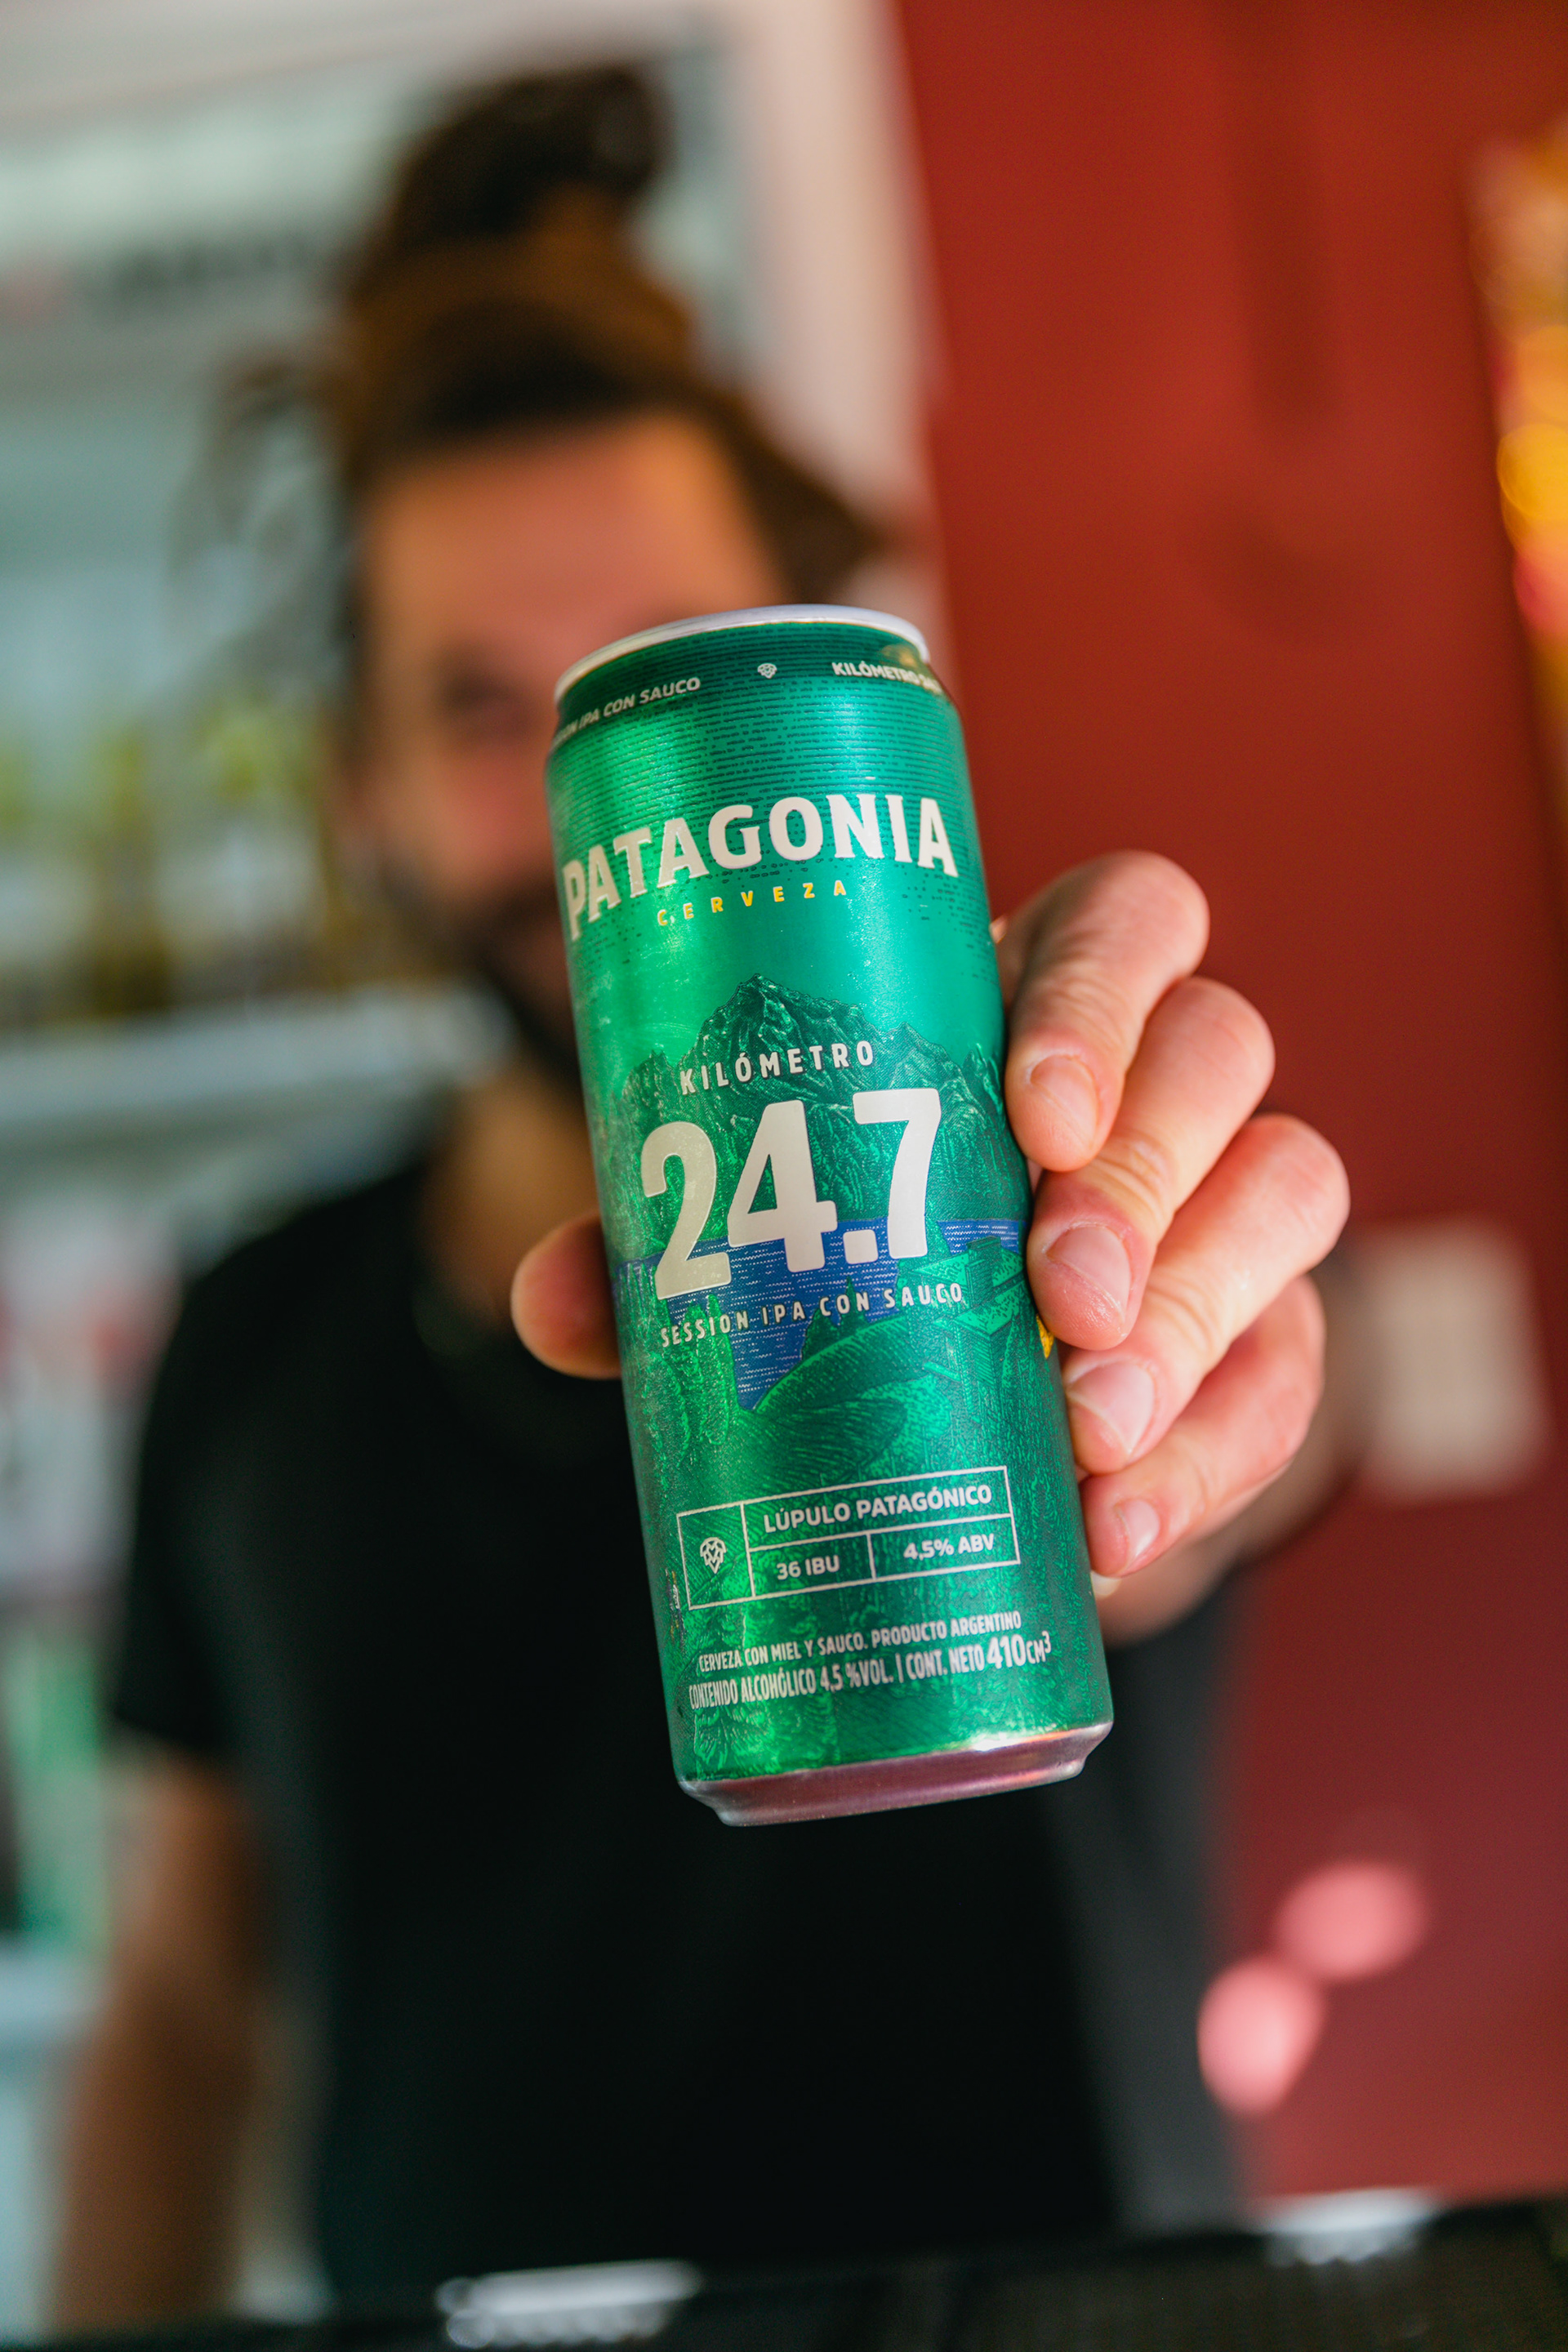 IPA CON SAUCO
KILÓMETRO
PATAGONIA
CERVEZA
KILÓMETRO
24.7
SESSION IPA CON SAUCO
LÚPULO PATAGÓNICO
36 IBU
4,5% ABV
CERVEZA CON MIEL Y SAUCO. PRODUCTO ARGENTINO
CONTENIDO ALCOHÓLICO 4,5 %VOL. | CONT. NETO 410CM³